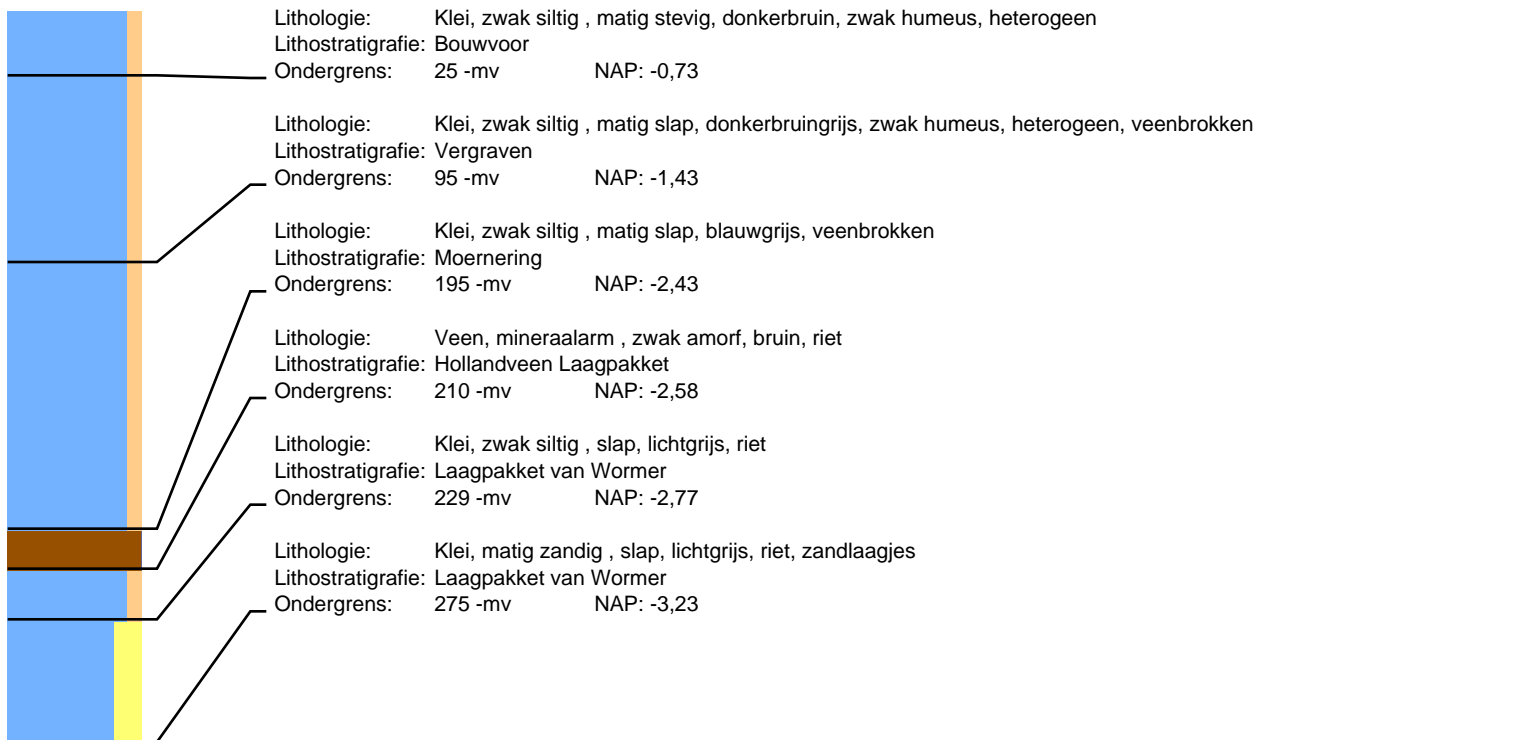 Lithologie: Klei, zwak siltig , matig stevig, donkerbruin, zwak humeus, heterogeen
Lithostratigrafie: Bouwvoor
Ondergrens: 25 -mv NAP: -0,73
Lithologie: Klei, zwak siltig , matig slap, donkerbruingrijs, zwak humeus, heterogeen, veenbrokken
Lithostratigrafie: Vergraven
Ondergrens: 95 -mv NAP: -1,43
Lithologie: Klei, zwak siltig , matig slap, blauwgrijs, veenbrokken
Lithostratigrafie: Moernering
Ondergrens: 195 -mv NAP: -2,43
Lithologie: Veen, mineraalarm , zwak amorf, bruin, riet
Lithostratigrafie: Hollandveen Laagpakket
Ondergrens: 210 -mv NAP: -2,58
Lithologie: Klei, zwak siltig , slap, lichtgrijs, riet
Lithostratigrafie: Laagpakket van Wormer
Ondergrens: 229 -mv NAP: -2,77
Lithologie: Klei, matig zandig , slap, lichtgrijs, riet, zandlaagjes
Lithostratigrafie: Laagpakket van Wormer
Ondergrens: 275 -mv NAP: -3,23